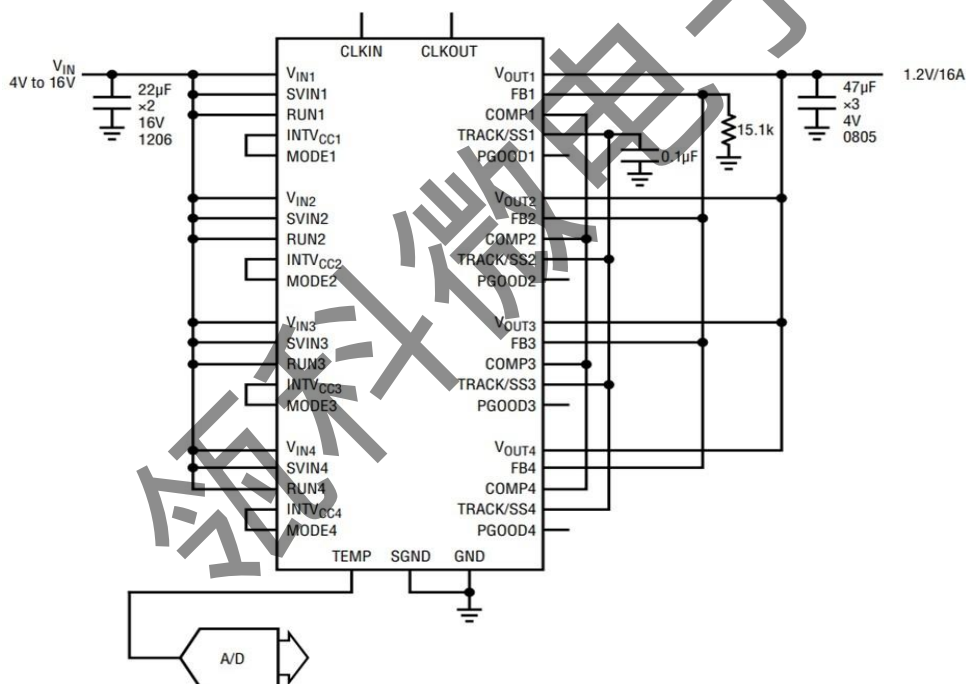 CLKIN CLKOUT
VIN
4V to 16V
22µF
×2
16V
1206
VIN1
SVIN1
RUN1
INTVCC1
MODE1
VIN2
SVIN2
RUN2
INTVCC2
MODE2
VIN3
SVIN3
RUN3
INTVCC3
MODE3
VIN4
SVIN4
RUN4
INTVCC4
MODE4
VOUT1
FB1
COMP1
TRACK/SS1
PGOOD1
VOUT2
FB2
COMP2
TRACK/SS2
PGOOD2
VOUT3
FB3
COMP3
TRACK/SS3
PGOOD3
VOUT4
FB4
COMP4
TRACK/SS4
PGOOD4
0.1µF
15.1k
47µF
×3
4V
0805
1.2V/16A
TEMP SGND GND
A/D
瓴科微电子